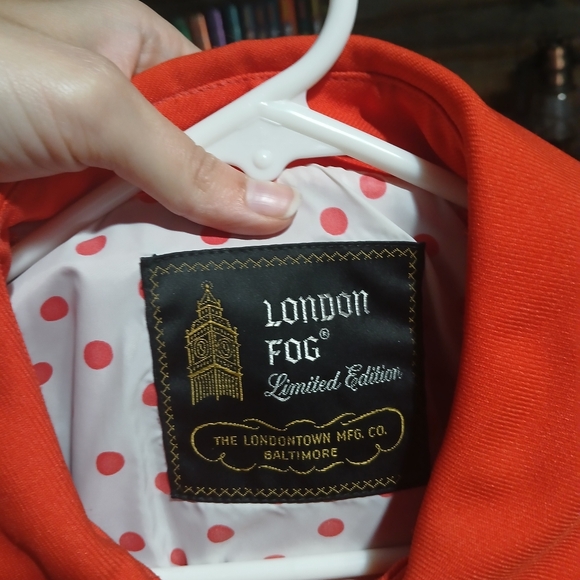 LONDON
FOG®
Limited Edition
THE LONDONTOWN MFG. CO.
BALTIMORE